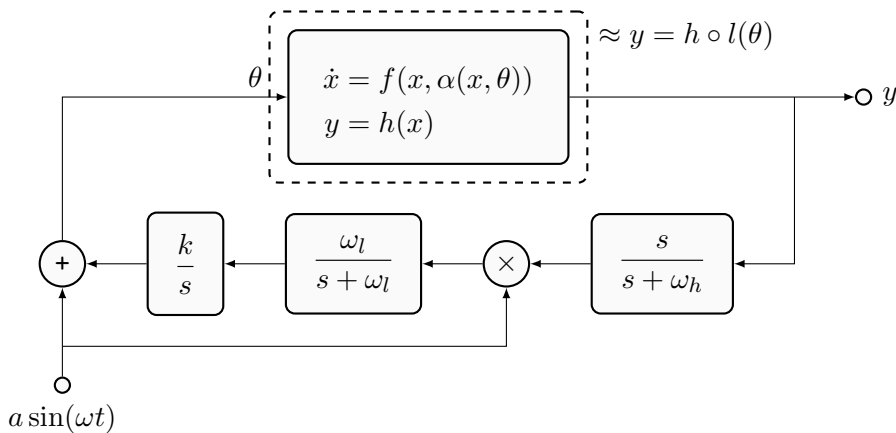 ≈ y = h ∘ l(θ)
θ
ẋ = f(x, α(x, θ))
y = h(x)
y
+
k/s
ω_l/(s + ω_l)
×
s/(s + ω_h)
a sin(ωt)